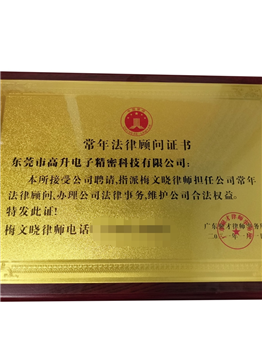 常年法律顾问证书
东莞市高升电子精密科技有限公司:
本所接受公司聘请,指派梅文晓律师担任公司常年
法律顾问,办理公司法律事务,维护公司合法权益。
特发此证!
梅文晓律师电话: